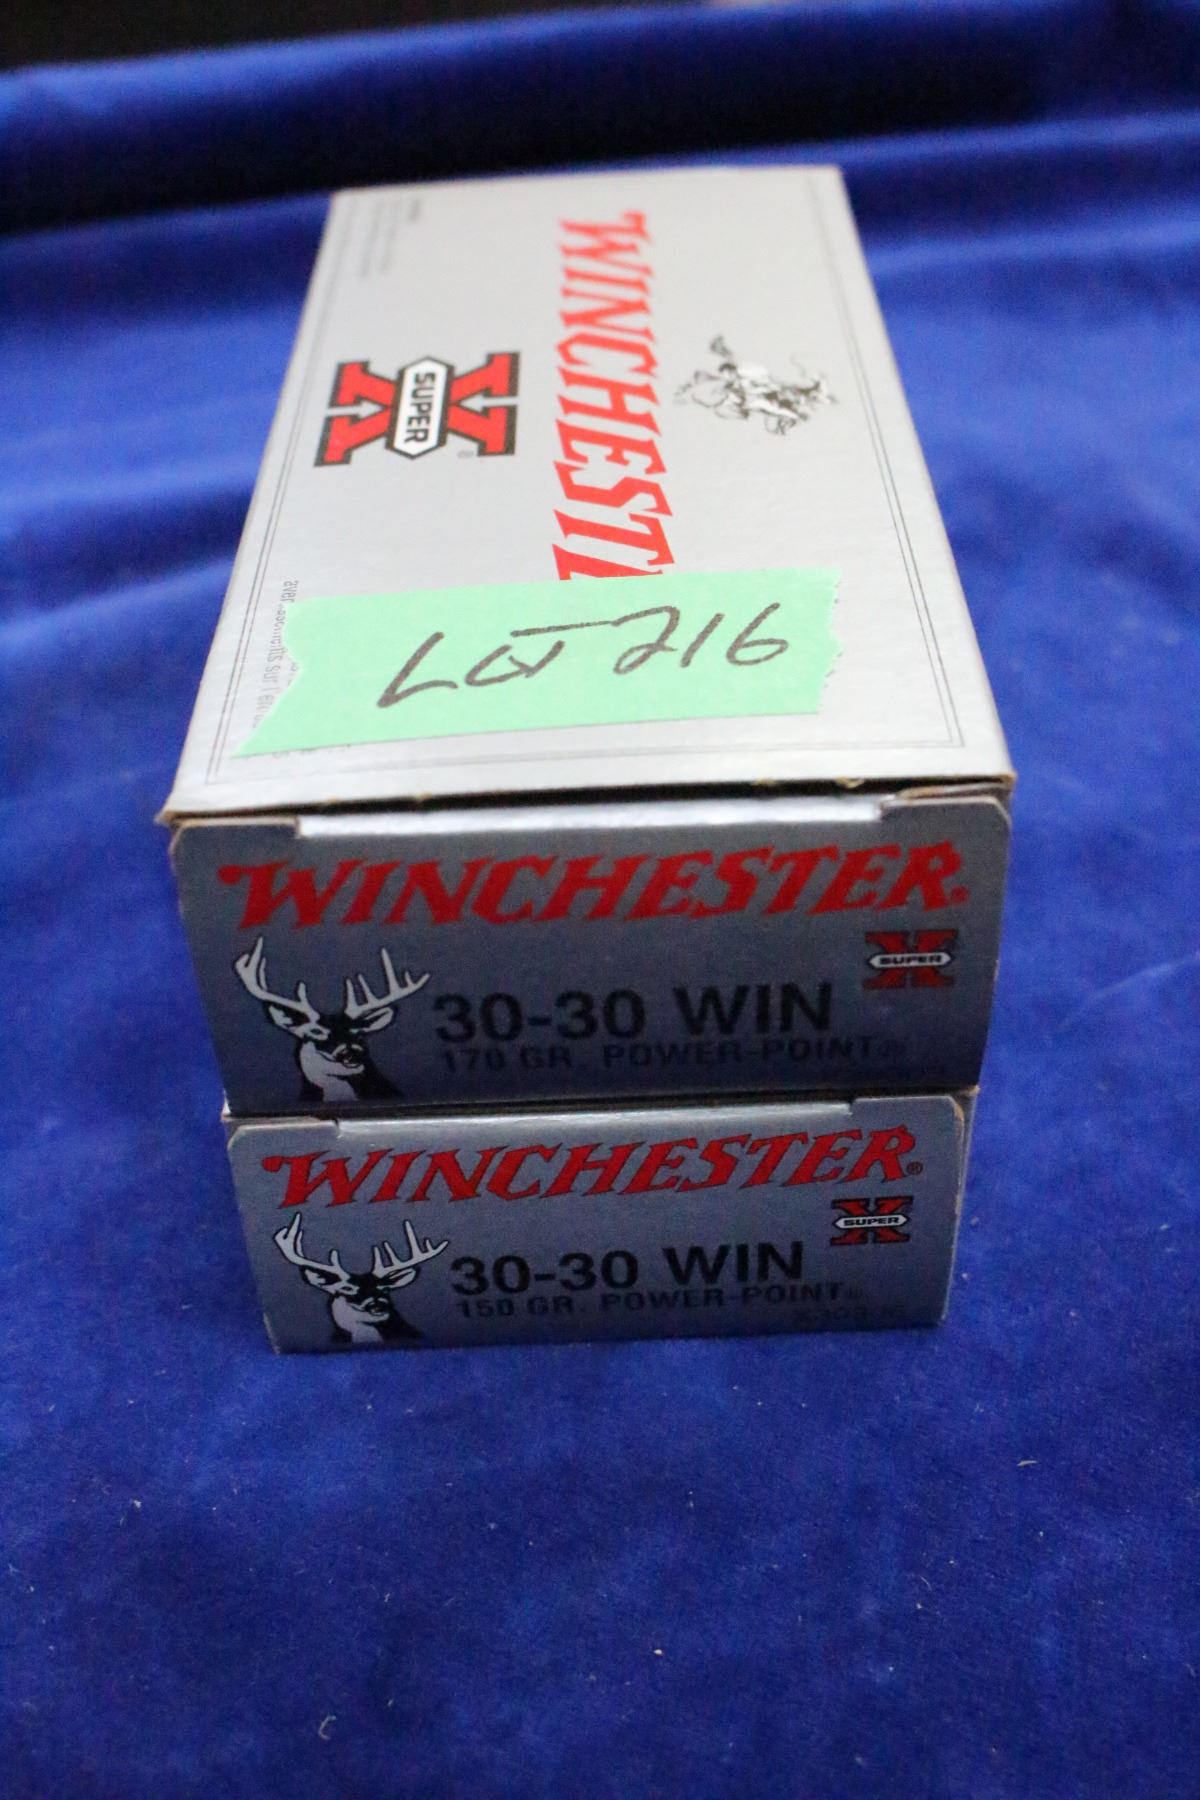 WINCHESTE
SUPER X ®
LOT 216
WINCHESTER®
SUPER X
30-30 WIN
170 GR. POWER-POINT®
WINCHESTER®
SUPER X
30-30 WIN
150 GR. POWER-POINT®